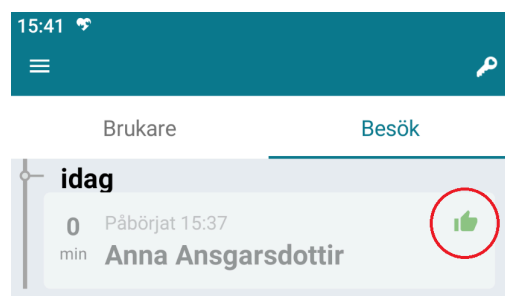 15:41
Brukare Besök
idag
0 Påbörjat 15:37
min Anna Ansgarsdottir